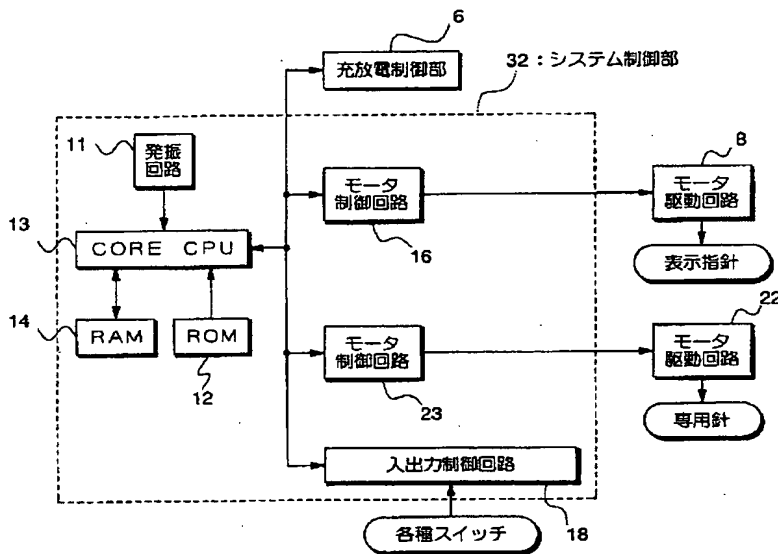 6
充放電制御部
32：システム制御部
11
発振
回路
8
モータ
制御回路
モータ
駆動回路
13
CORE CPU
16
表示指針
14
RAM
ROM
22
モータ
制御回路
モータ
駆動回路
12
23
専用針
入出力制御回路
各種スイッチ
18